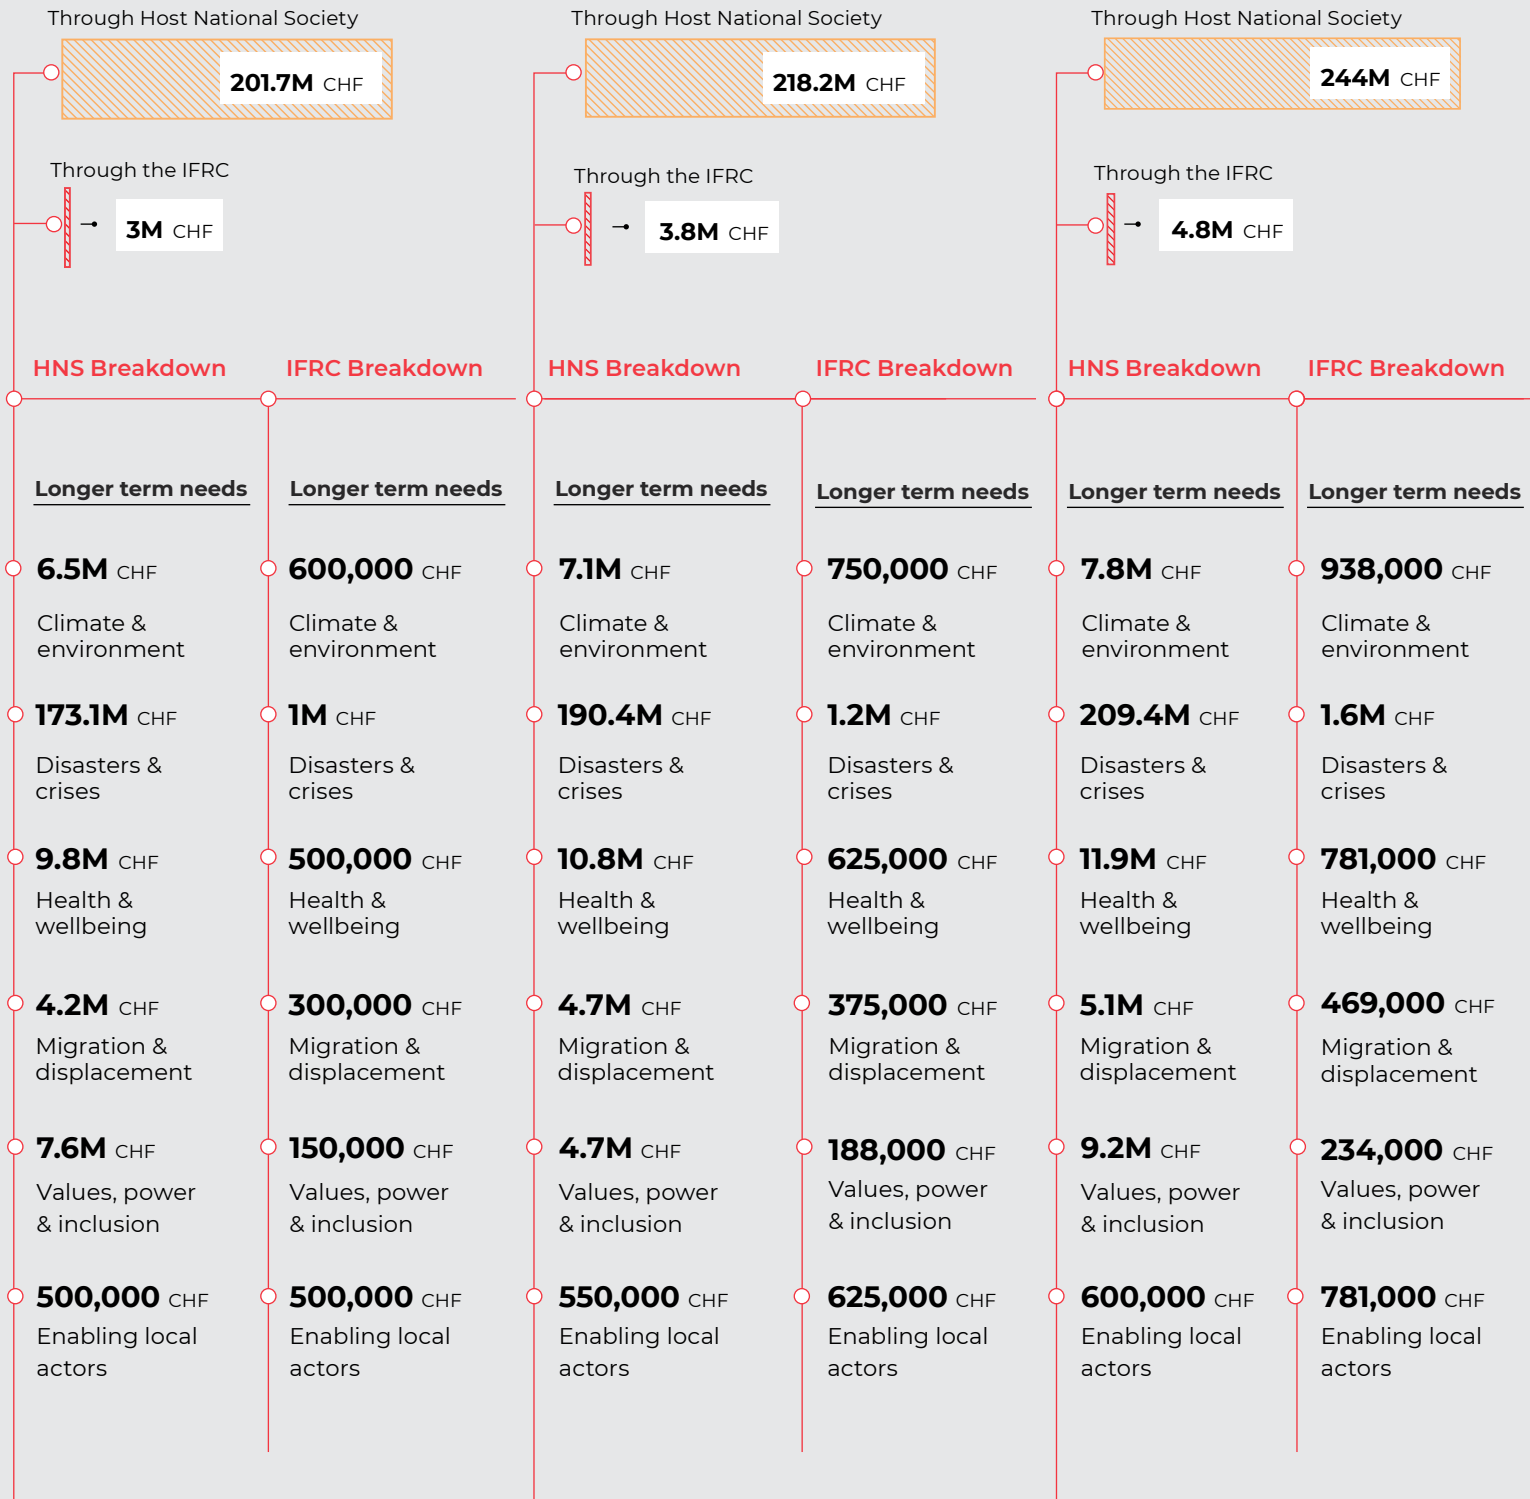 Through Host National Society
201.7M CHF
Through the IFRC
3M CHF
HNS Breakdown
IFRC Breakdown
Longer term needs
6.5M CHF
Climate &
environment
173.1M CHF
Disasters &
crises
9.8M CHF
Health &
wellbeing
4.2M CHF
Migration &
displacement
7.6M CHF
Values, power
& inclusion
500,000 CHF
Enabling local
actors
Longer term needs
600,000 CHF
Climate &
environment
1M CHF
Disasters &
crises
500,000 CHF
Health &
wellbeing
300,000 CHF
Migration &
displacement
150,000 CHF
Values, power
& inclusion
500,000 CHF
Enabling local
actors
Through Host National Society
218.2M CHF
Through the IFRC
3.8M CHF
HNS Breakdown
IFRC Breakdown
Longer term needs
7.1M CHF
Climate &
environment
190.4M CHF
Disasters &
crises
10.8M CHF
Health &
wellbeing
4.7M CHF
Migration &
displacement
4.7M CHF
Values, power
& inclusion
550,000 CHF
Enabling local
actors
Longer term needs
750,000 CHF
Climate &
environment
1.2M CHF
Disasters &
crises
625,000 CHF
Health &
wellbeing
375,000 CHF
Migration &
displacement
188,000 CHF
Values, power
& inclusion
625,000 CHF
Enabling local
actors
Through Host National Society
244M CHF
Through the IFRC
4.8M CHF
HNS Breakdown
IFRC Breakdown
Longer term needs
7.8M CHF
Climate &
environment
209.4M CHF
Disasters &
crises
11.9M CHF
Health &
wellbeing
5.1M CHF
Migration &
displacement
9.2M CHF
Values, power
& inclusion
600,000 CHF
Enabling local
actors
Longer term needs
938,000 CHF
Climate &
environment
1.6M CHF
Disasters &
crises
781,000 CHF
Health &
wellbeing
469,000 CHF
Migration &
displacement
234,000 CHF
Values, power
& inclusion
781,000 CHF
Enabling local
actors